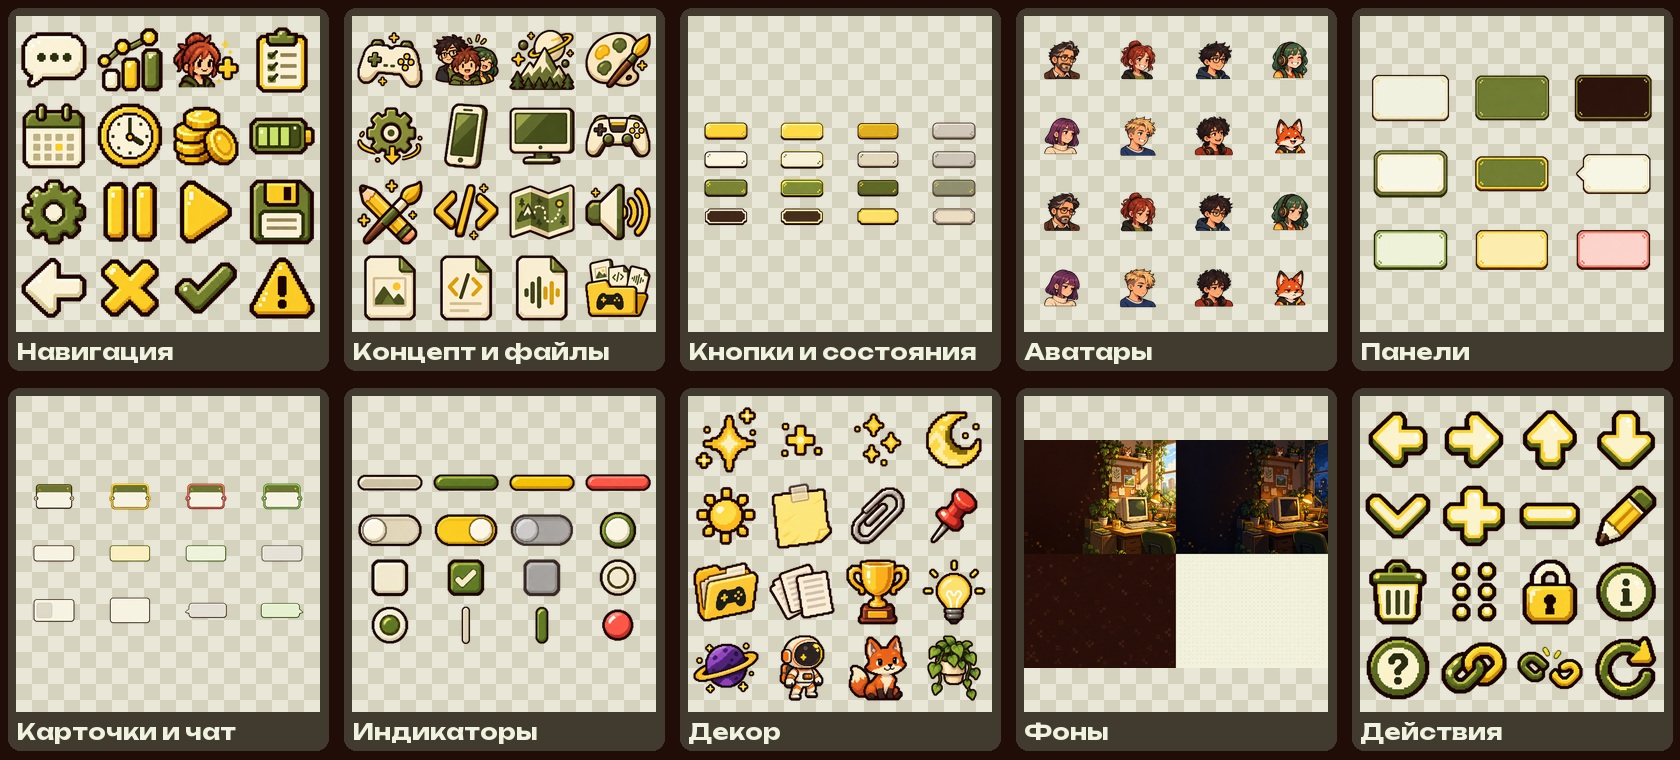 Навигация
Концепт и файлы
Кнопки и состояния
Аватары
Панели
Карточки и чат
Индикаторы
Декор
Фоны
Действия